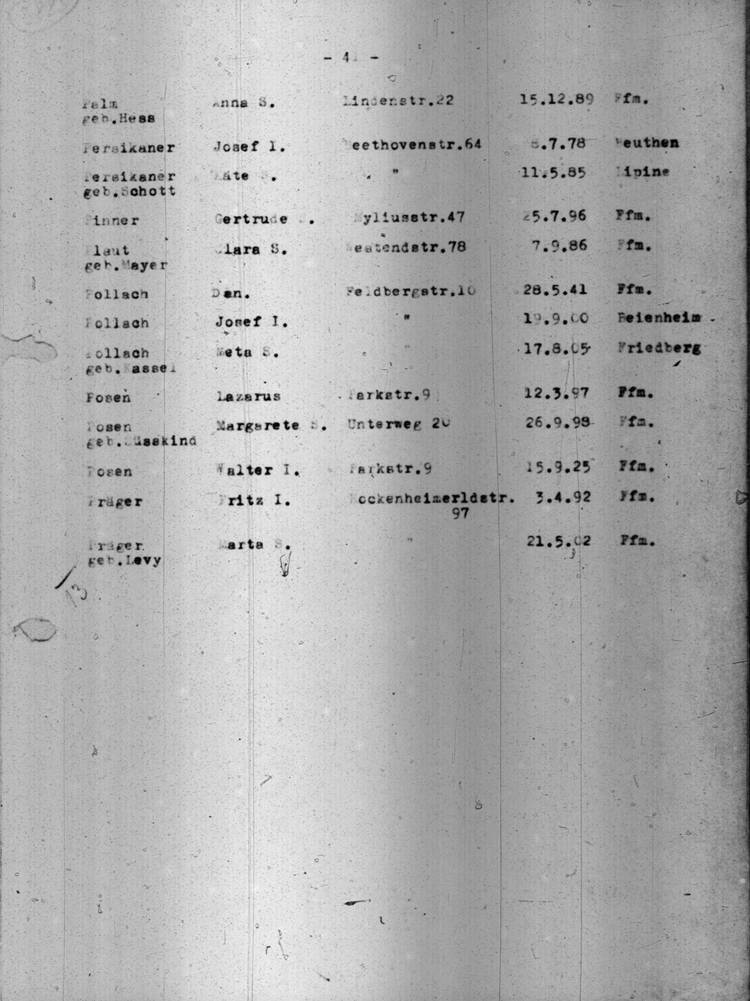 - 41 -
Palm Anna S. Lindenstr.22 15.12.89 Ffm.
geb.Hess
Persikaner Josef I. Beethovenstr.64 8.7.78 Beuthen
Persikaner Käte S. " 11.5.85 Lipine
geb.Schott
Pinner Gertrude S. Myliusstr.47 25.7.96 Ffm.
Plaut Clara S. Westendstr.78 7.9.86 Ffm.
geb.Mayer
Pollach Dan. Feldbergstr.10 28.5.41 Ffm.
Pollach Josef I. " 19.9.00 Beienheim
Pollach Meta S. " 17.8.05 Friedberg
geb.Kassel
Posen Lazarus Parkstr.9 12.3.97 Ffm.
Posen Margarete S. Unterweg 20 26.9.98 Ffm.
geb.Süsskind
Posen Walter I. Parkstr.9 15.9.25 Ffm.
Präger Fritz I. Bockenheimerldstr. 3.4.92 Ffm.
97
Präger Marta S. " 21.5.02 Ffm.
geb.Levy
13